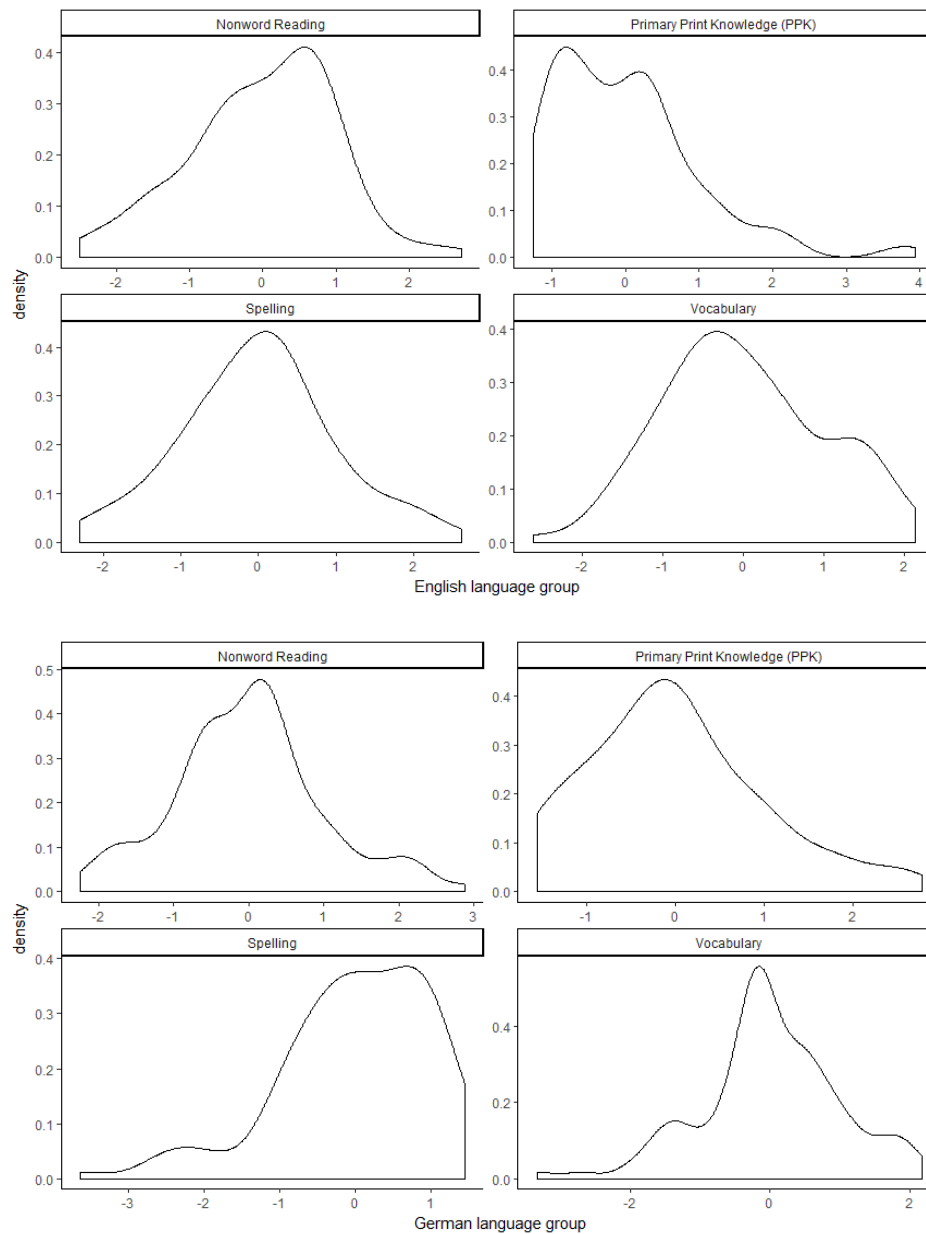 Nonword Reading
Primary Print Knowledge (PPK)
0.4
0.3
0.2
0.1
0.0
0.4
0.3
0.2
0.1
0.0
-2 -1 0 1 2
-1 0 1 2 3 4
density
Spelling
Vocabulary
0.4
0.3
0.2
0.1
0.0
0.4
0.3
0.2
0.1
0.0
-2 -1 0 1 2
-2 -1 0 1 2
English language group
Nonword Reading
Primary Print Knowledge (PPK)
0.5
0.4
0.3
0.2
0.1
0.0
0.4
0.3
0.2
0.1
0.0
-2 -1 0 1 2 3
-1 0 1 2
density
Spelling
Vocabulary
0.4
0.3
0.2
0.1
0.0
0.4
0.2
0.0
-3 -2 -1 0 1
-2 0 2
German language group